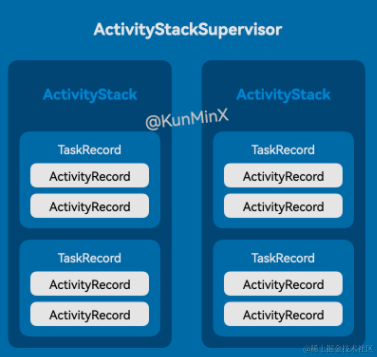 ActivityStackSupervisor
ActivityStack
ActivityStack
@KunMinX
TaskRecord
ActivityRecord
ActivityRecord
TaskRecord
ActivityRecord
ActivityRecord
TaskRecord
ActivityRecord
ActivityRecord
TaskRecord
ActivityRecord
ActivityRecord
@稀土掘金技术社区